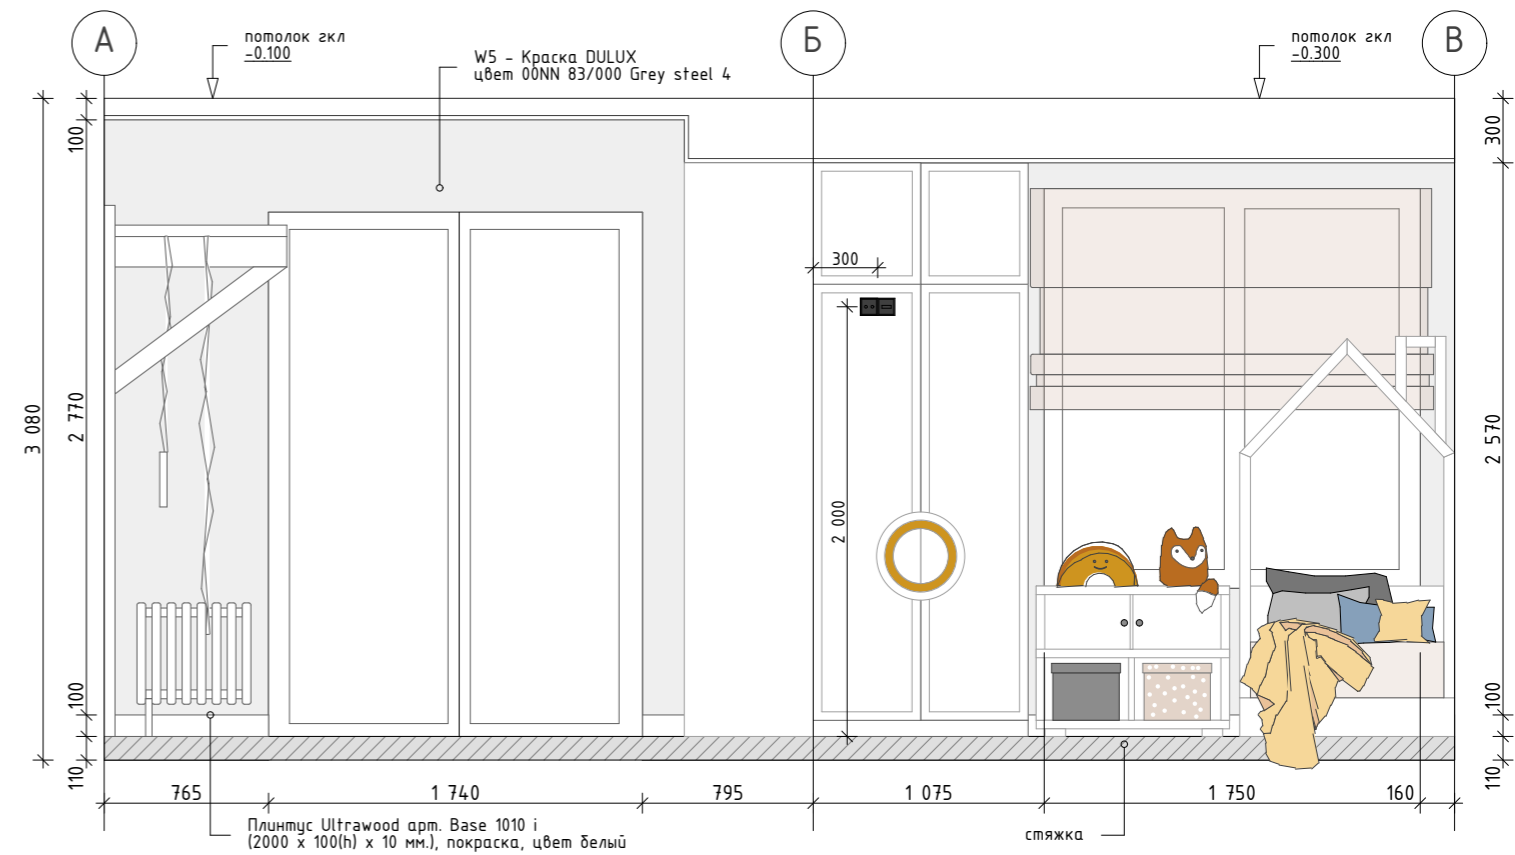 А
Б
В
потолок гкл
-0.100
W5 - Краска DULUX
цвет 00NN 83/000 Grey steel 4
потолок гкл
-0.300
100
300
300
3 080
2 770
2 000
2 570
100
100
110
110
765
1 740
795
1 075
1 750
160
Плинтус Ultrawood арт. Base 1010 i
(2000 х 100(h) х 10 мм.), покраска, цвет белый
стяжка